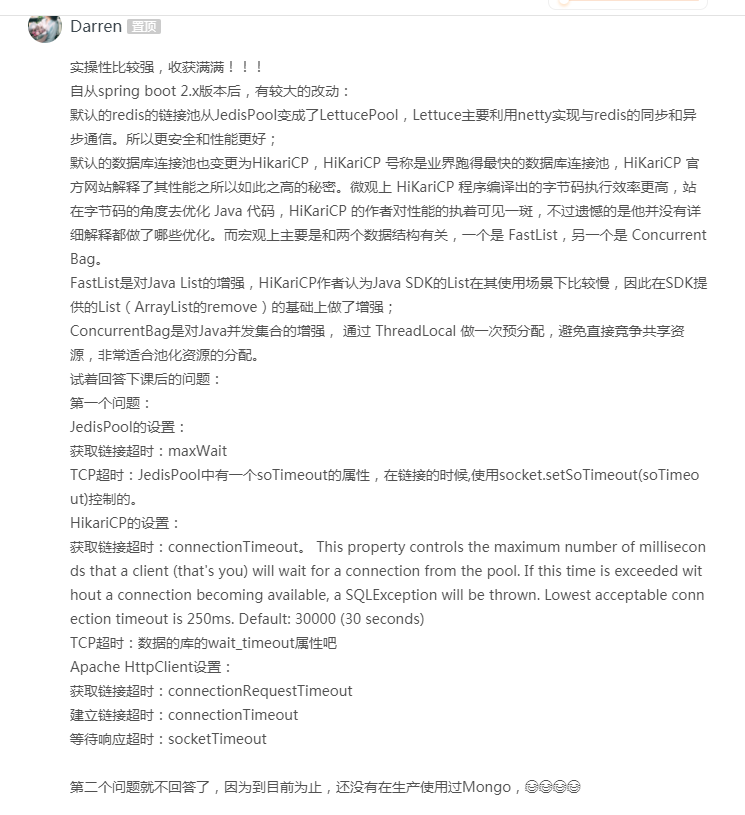 Darren 置顶
实操性比较强，收获满满！！！
自从spring boot 2.x版本后，有较大的改动：
默认的redis的链接池从JedisPool变成了LettucePool，Lettuce主要利用netty实现与redis的同步和异
步通信。所以更安全和性能更好；
默认的数据库连接池也变更为HikariCP，HiKariCP 号称是业界跑得最快的数据库连接池，HiKariCP 官
方网站解释了其性能之所以如此之高的秘密。微观上 HiKariCP 程序编译出的字节码执行效率更高，站
在字节码的角度去优化 Java 代码，HiKariCP 的作者对性能的执着可见一斑，不过遗憾的是他并没有详
细解释都做了哪些优化。而宏观上主要是和两个数据结构有关，一个是 FastList，另一个是 Concurrent
Bag。
FastList是对Java List的增强，HiKariCP作者认为Java SDK的List在其使用场景下比较慢，因此在SDK提
供的List（ArrayList的remove）的基础上做了增强；
ConcurrentBag是对Java并发集合的增强， 通过 ThreadLocal 做一次预分配，避免直接竞争共享资
源，非常适合池化资源的分配。
试着回答下课后的问题：
第一个问题：
JedisPool的设置：
获取链接超时：maxWait
TCP超时：JedisPool中有一个soTimeout的属性，在链接的时候,使用socket.setSoTimeout(soTimeo
ut)控制的。
HikariCP的设置：
获取链接超时：connectionTimeout。 This property controls the maximum number of millisecon
ds that a client (that's you) will wait for a connection from the pool. If this time is exceeded wit
hout a connection becoming available, a SQLException will be thrown. Lowest acceptable conn
ection timeout is 250ms. Default: 30000 (30 seconds)
TCP超时：数据的库的wait_timeout属性吧
Apache HttpClient设置：
获取链接超时：connectionRequestTimeout
建立链接超时：connectionTimeout
等待响应超时：socketTimeout
第二个问题就不回答了，因为到目前为止，还没有在生产使用过Mongo，😅😅😅😅